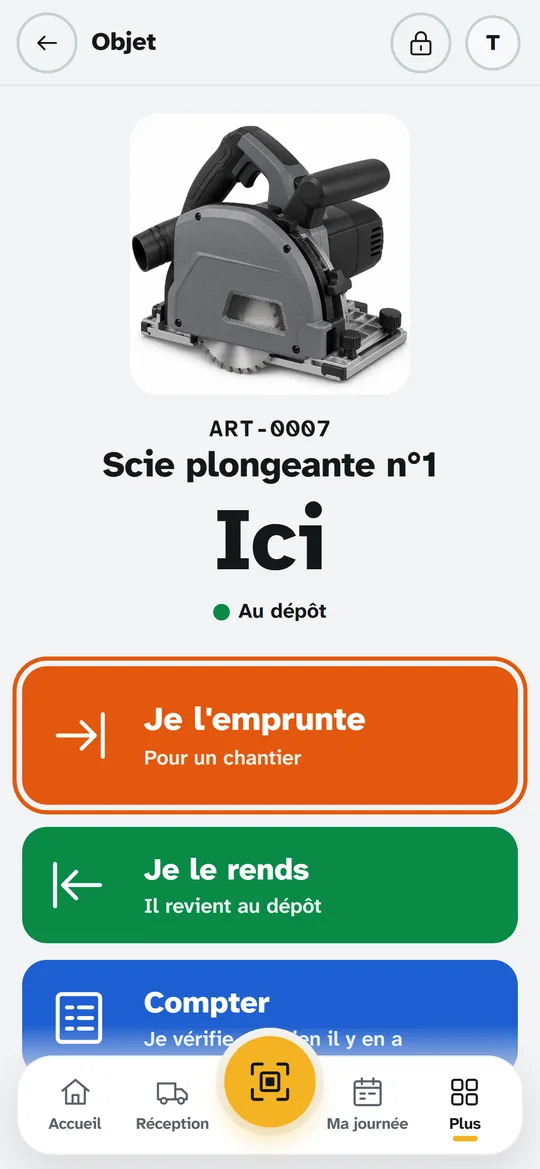 Objet
T
ART-0007
Scie plongeante n°1
Ici
Au dépôt
Je l'emprunte
Pour un chantier
Je le rends
Il revient au dépôt
Compter
Je vérifie en il y en a
Accueil
Réception
Ma journée
Plus